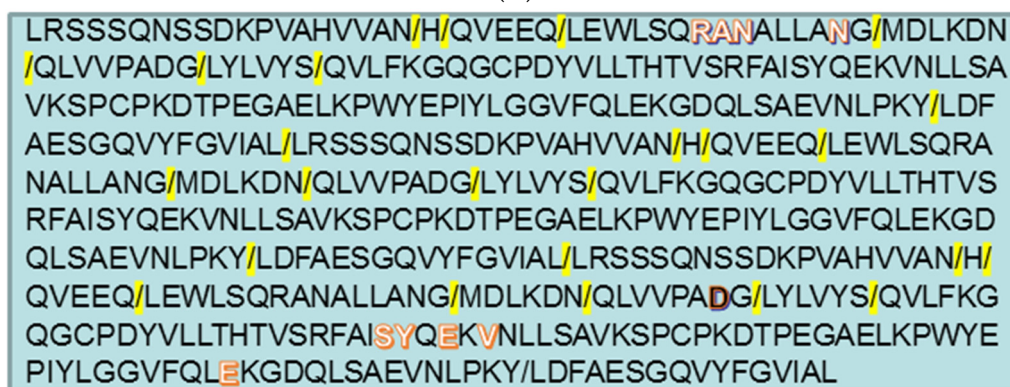 LRSSSQNSSDKPVAHVVAN/H/QVEEQ/LEWLSQRANALLANG/MDLKDN
/QLVVPADG/LYLVYS/QVLFKGQGCPDYVLLTHTVSRFAISYQEKVNLLSA
VKSPCPKDTPEGAELKPWYEPIYLGGVFQLEKGDQLSAEVNLPKY/LDF
AESGQVYFGVIAL/LRSSSQNSSDKPVAHVVAN/H/QVEEQ/LEWLSQRA
NALLANG/MDLKDN/QLVVPADG/LYLVYS/QVLFKGQGCPDYVLLTHTVS
RFAISYQEKVNLLSAVKSPCPKDTPEGAELKPWYEPIYLGGVFQLEKGD
QLSAEVNLPKY/LDFAESGQVYFGVIAL/LRSSSQNSSDKPVAHVVAN/H/
QVEEQ/LEWLSQRANALLANG/MDLKDN/QLVVPADG/LYLVYS/QVLFKG
QGCPDYVLLTHTVSRFAISYQEKVNLLSAVKSPCPKDTPEGAELKPWYE
PIYLGGVFQLEKGDQLSAEVNLPKY/LDFAESGQVYFGVIAL